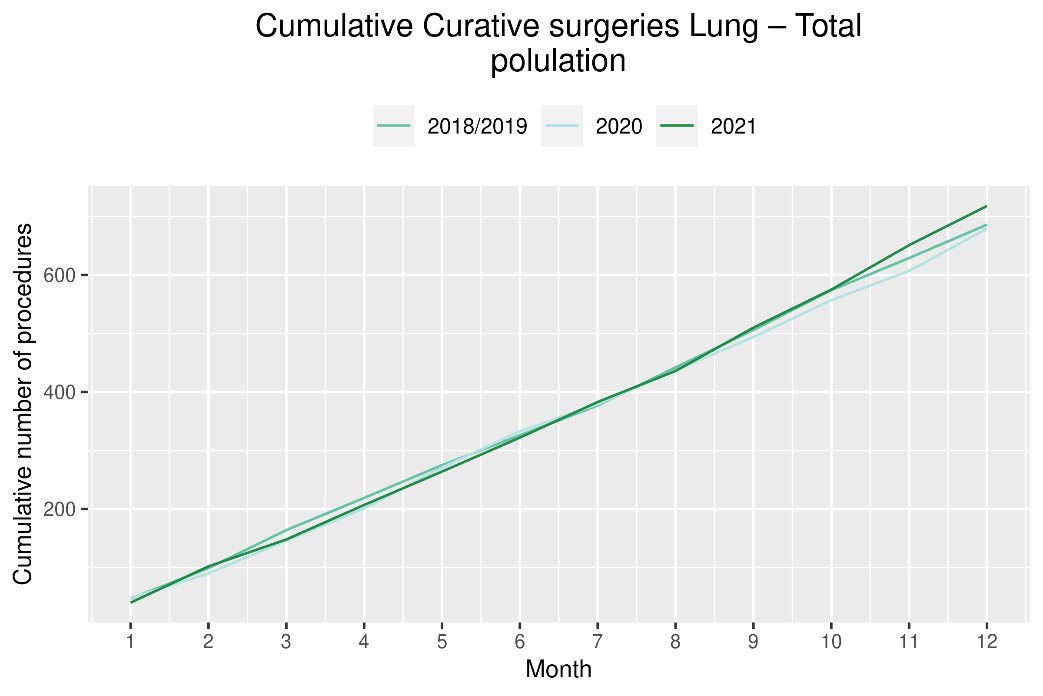 Cumulative Curative surgeries Lung – Total
polulation
2018/2019 2020 2021
Cumulative number of procedures
600
400
200
1 2 3 4 5 6 7 8 9 10 11 12
Month